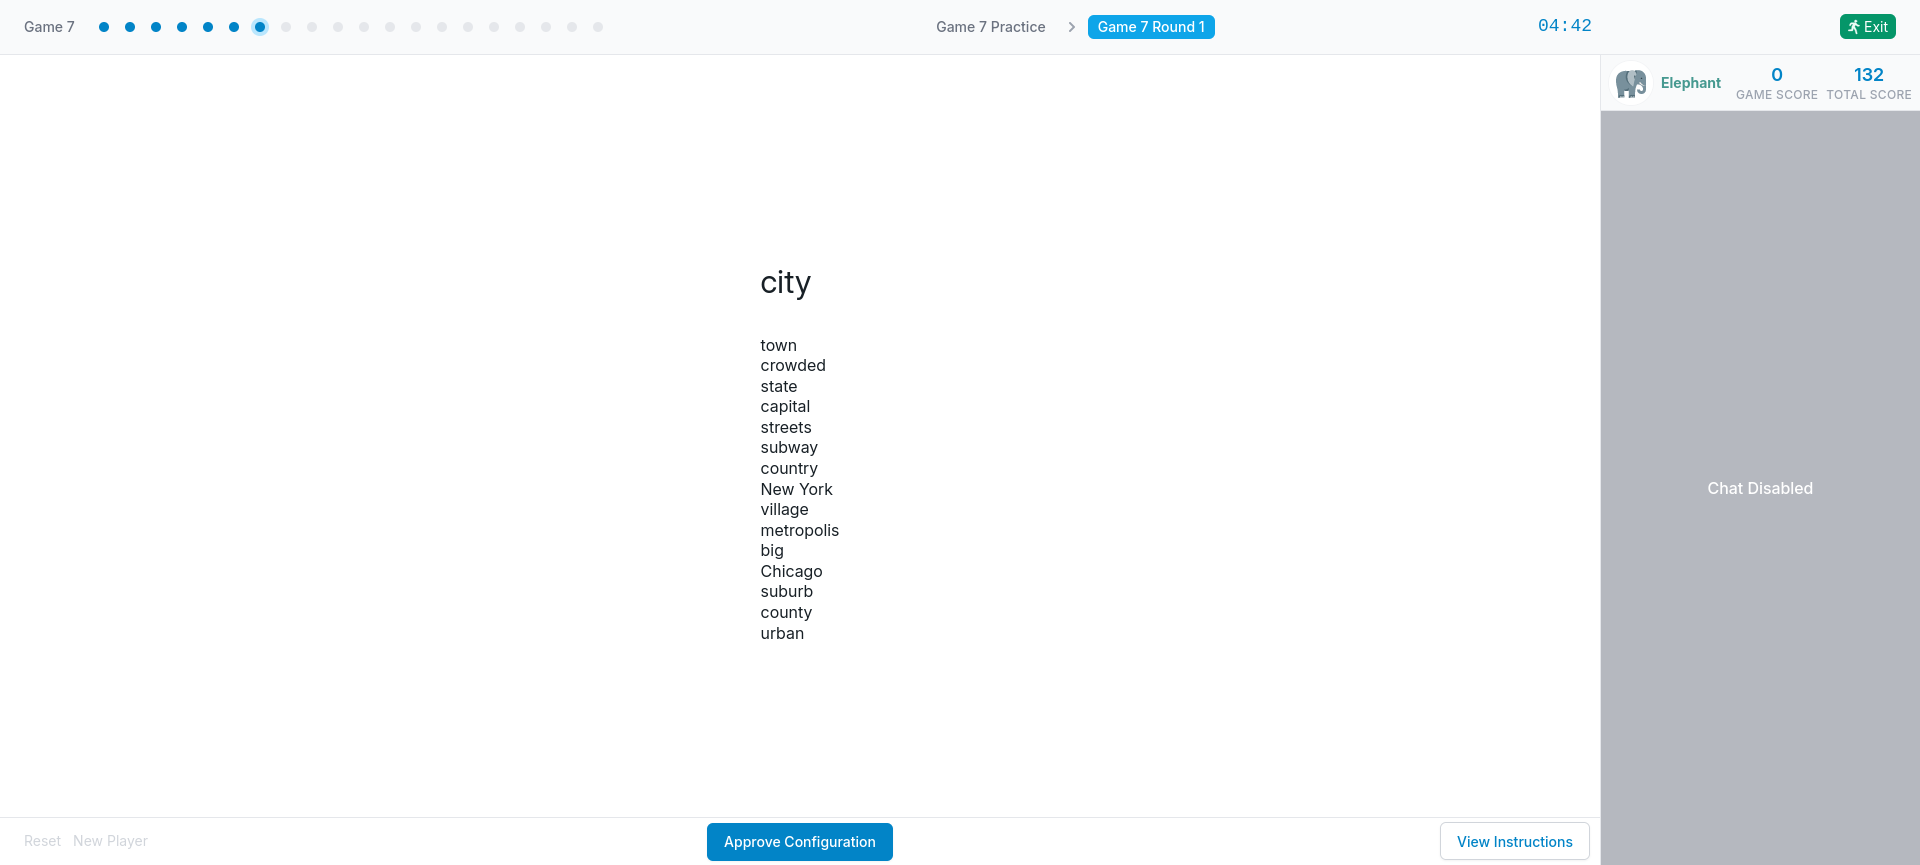 Game 7
Game 7 Practice
Game 7 Round 1
04:42
Exit
Elephant
0
GAME SCORE
132
TOTAL SCORE
city
town
crowded
state
capital
streets
subway
country
New York
village
metropolis
big
Chicago
suburb
county
urban
Chat Disabled
Reset
New Player
Approve Configuration
View Instructions